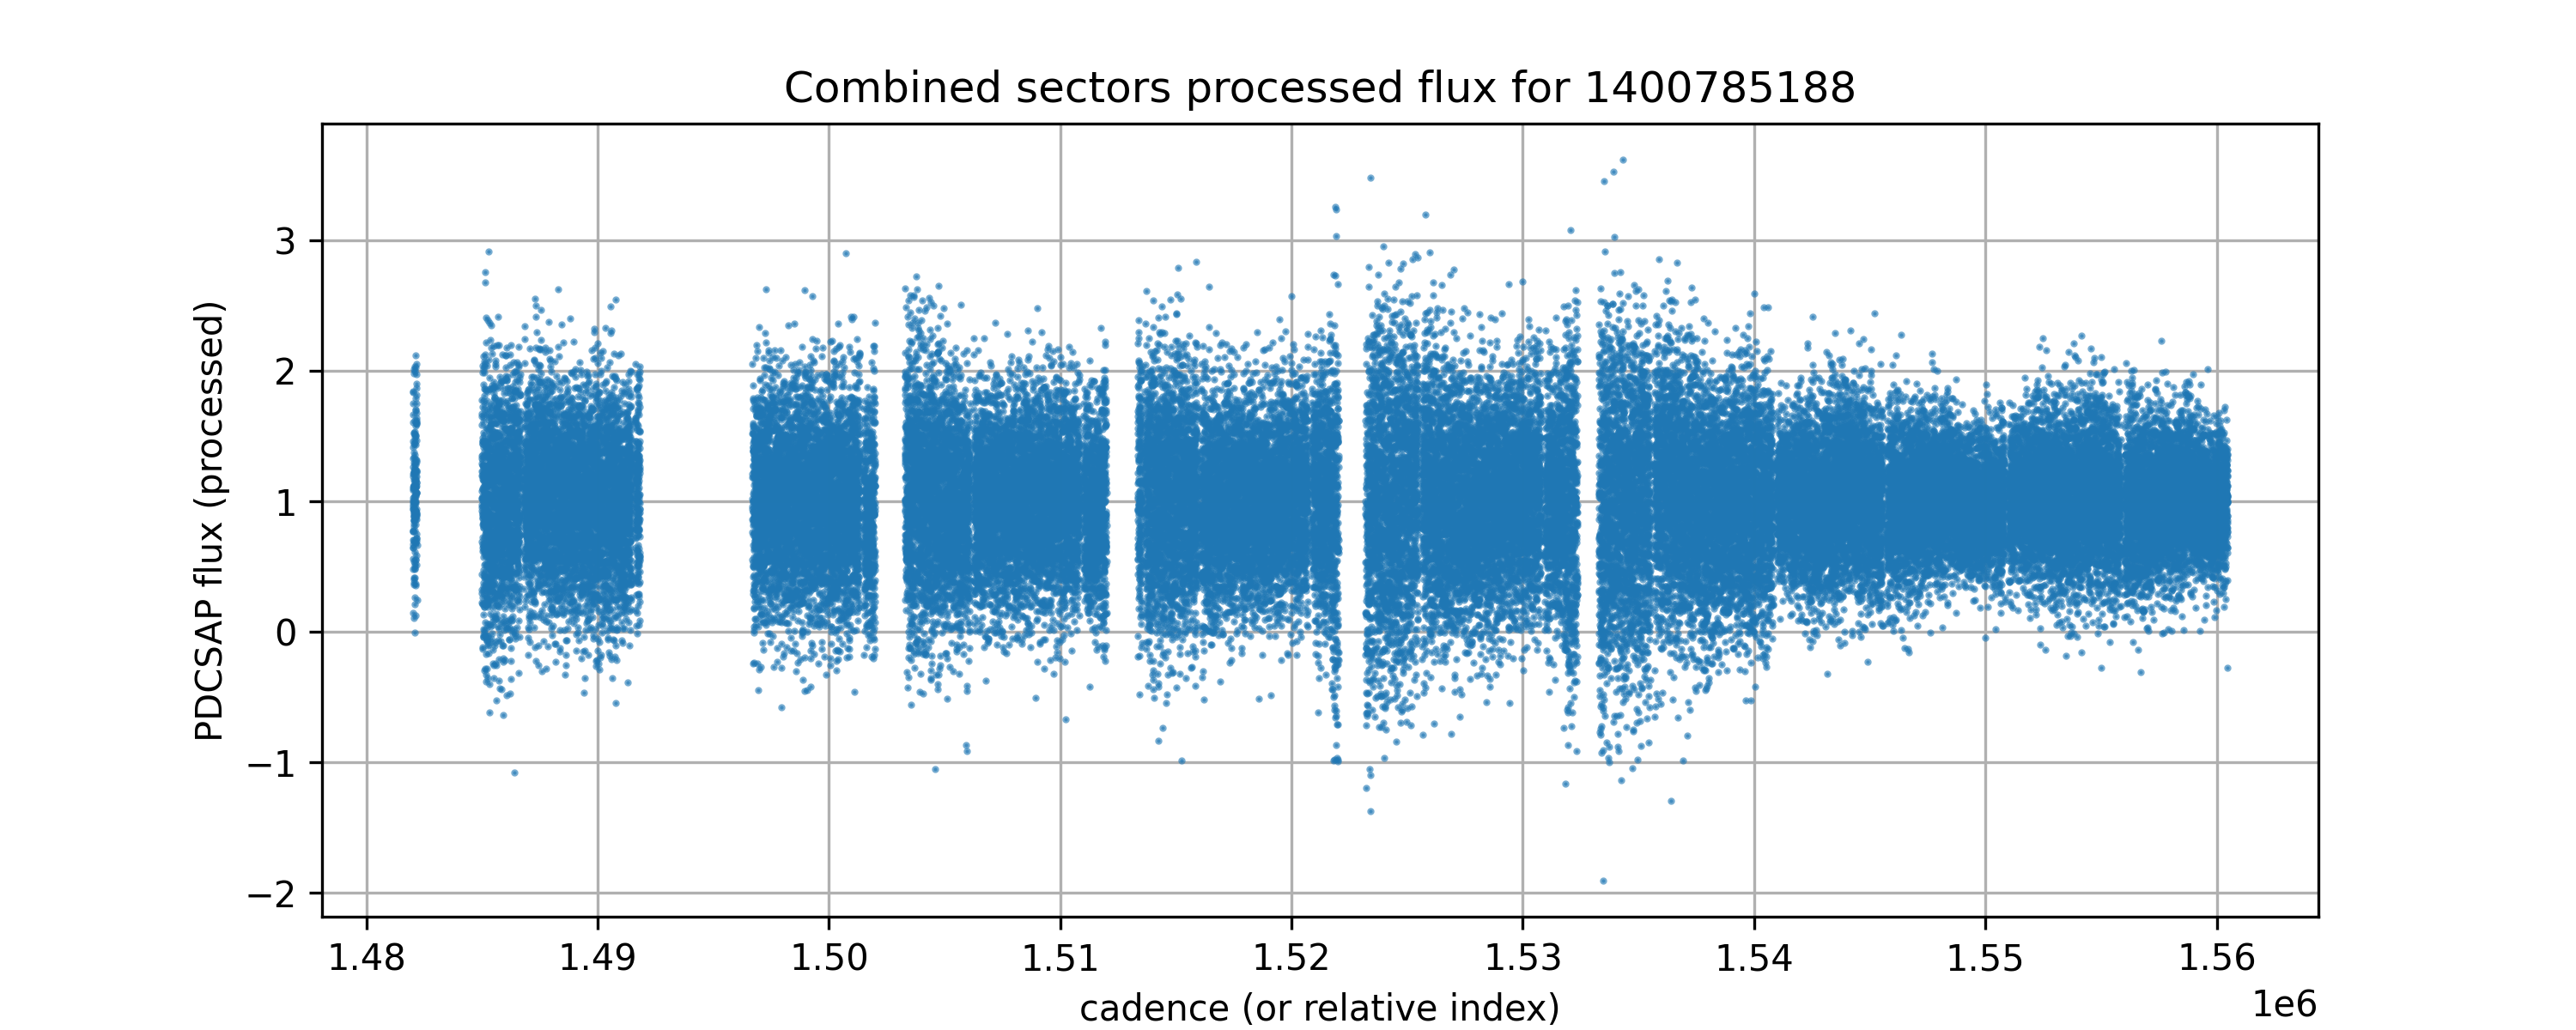 Combined sectors processed flux for 1400785188
PDCSAP flux (processed)
3
2
1
0
−1
−2
1.48 1.49 1.50 1.51 1.52 1.53 1.54 1.55 1.56
1e6
cadence (or relative index)